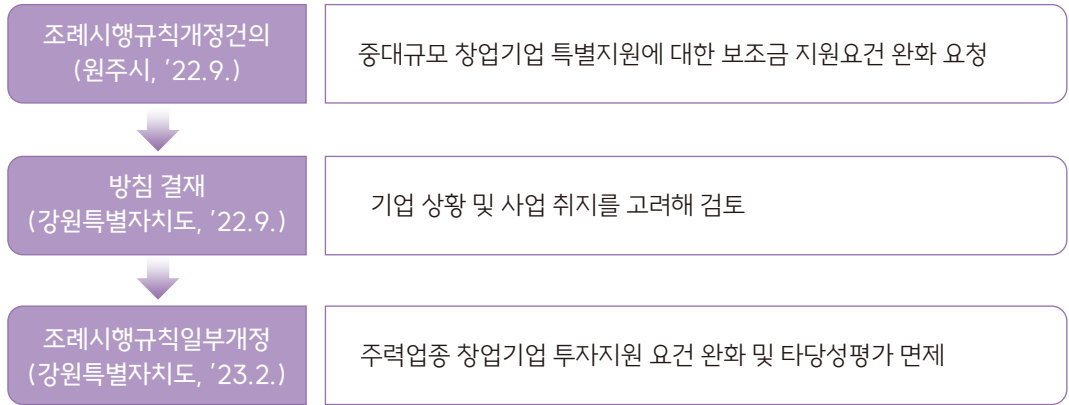 조례시행규칙개정건의
(원주시, ’22.9.)
중대규모 창업기업 특별지원에 대한 보조금 지원요건 완화 요청
방침 결재
(강원특별자치도, ’22.9.)
기업 상황 및 사업 취지를 고려해 검토
조례시행규칙일부개정
(강원특별자치도, ’23.2.)
주력업종 창업기업 투자지원 요건 완화 및 타당성평가 면제